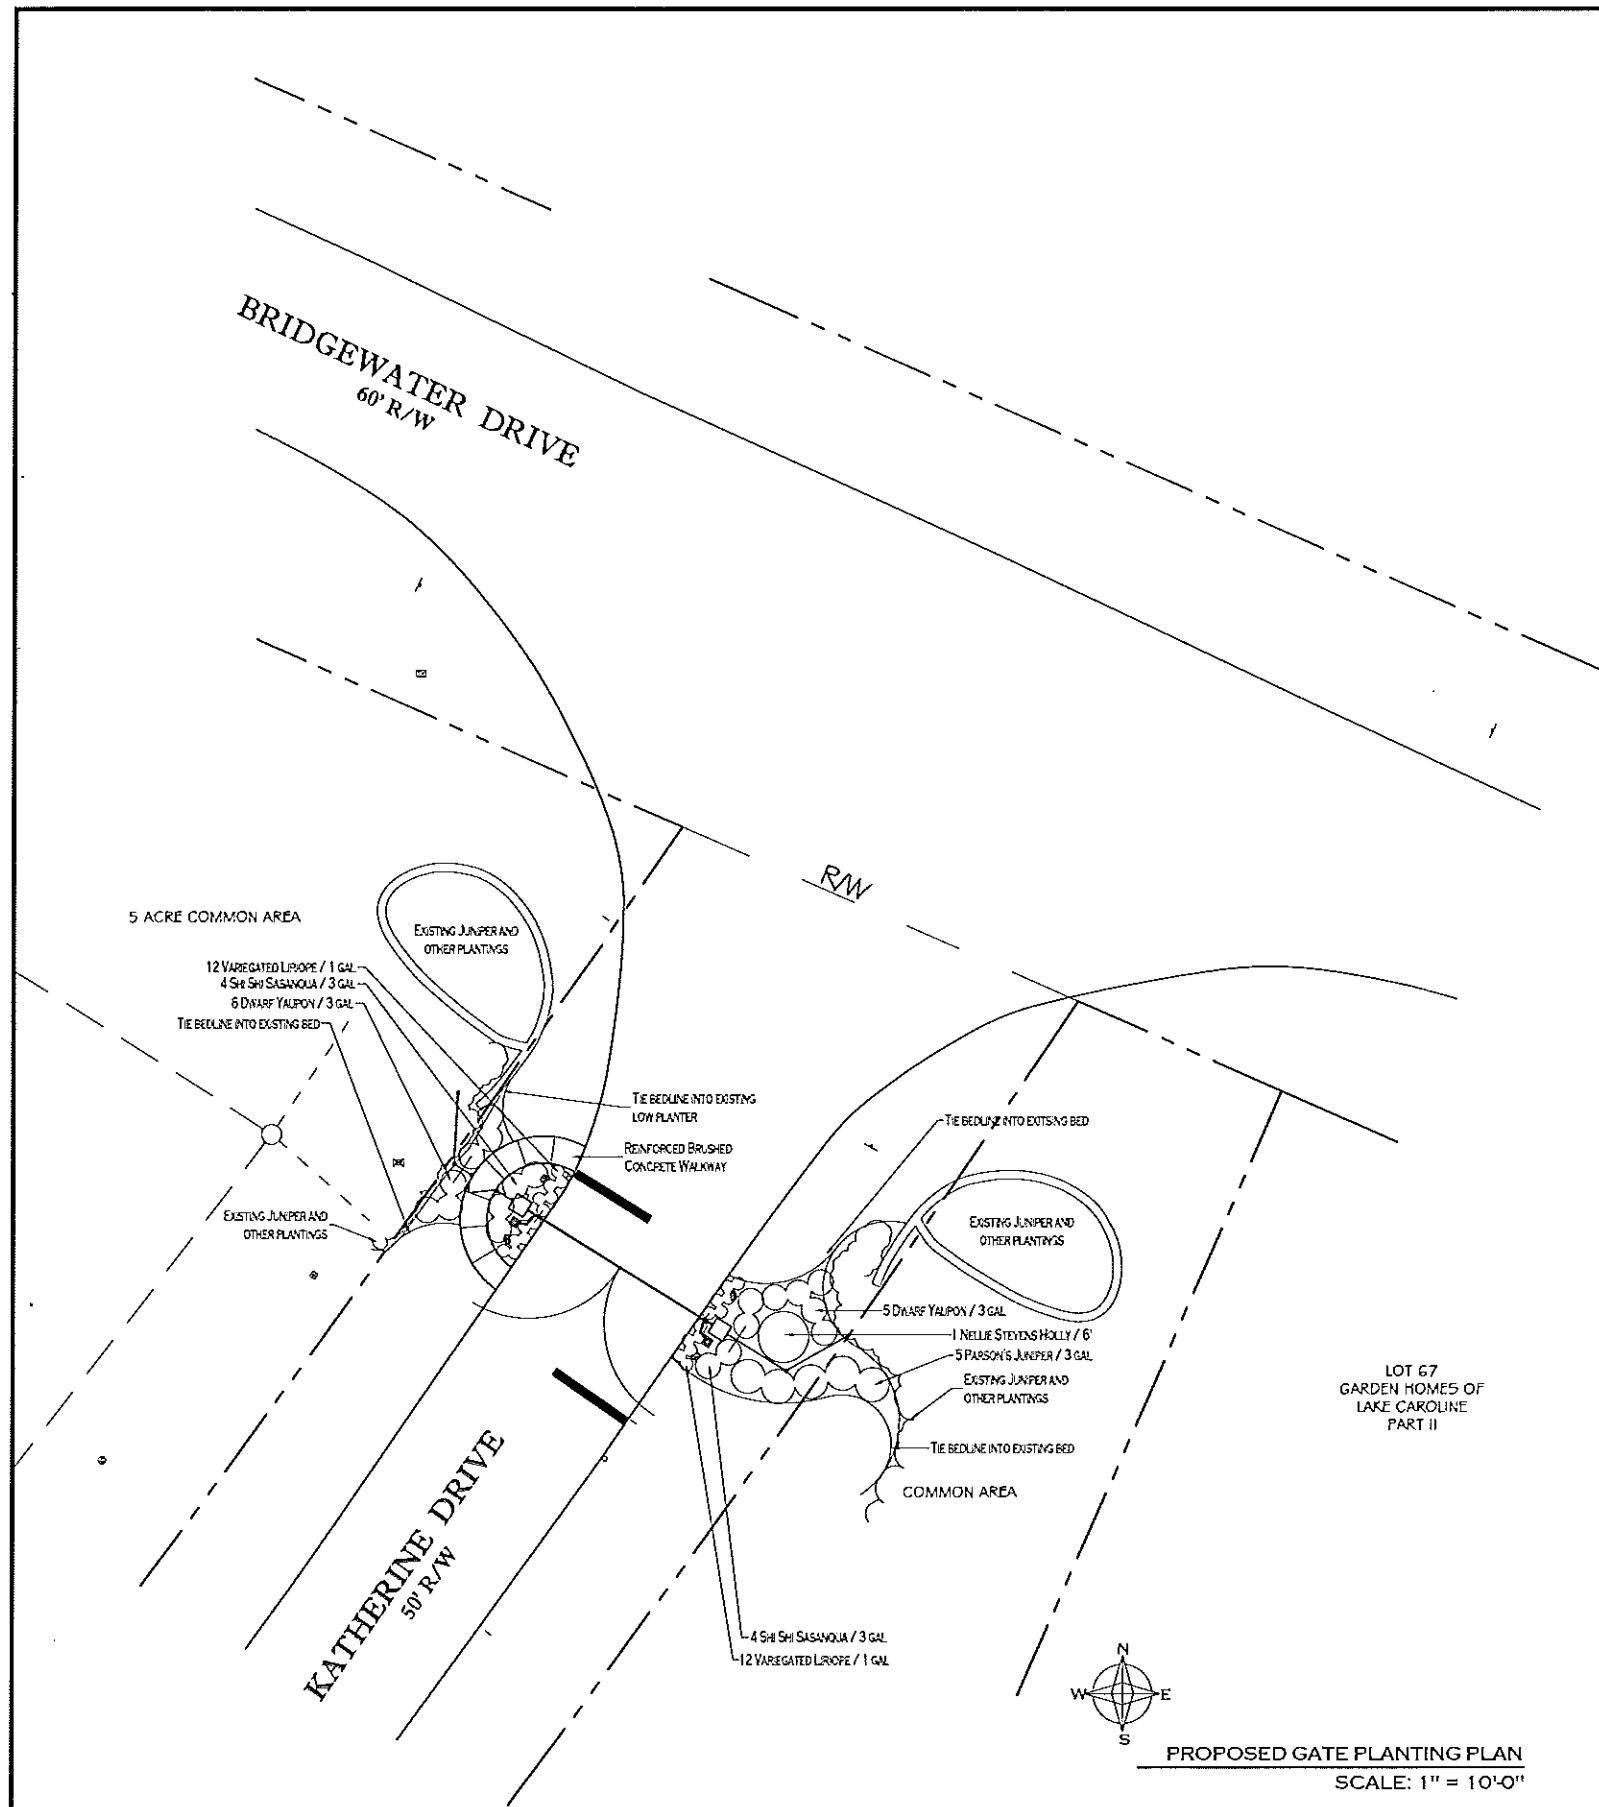 BRIDGEWATER DRIVE
60' R/W
R/W
5 ACRE COMMON AREA
EXISTING JUNIPER AND
OTHER PLANTINGS
12 VARIEGATED LIRIOPE / 1 GAL
4 SHI SHI SASANQUA / 3 GAL
6 DWARF YAUPON / 3 GAL
TIE BEDLINE INTO EXISTING BED
TIE BEDLINE INTO EXISTING
LOW PLANTER
REINFORCED BRUSHED
CONCRETE WALKWAY
EXISTING JUNIPER AND
OTHER PLANTINGS
TIE BEDLINE INTO EXITSING BED
EXISTING JUNIPER AND
OTHER PLANTINGS
5 DWARF YAUPON / 3 GAL
1 NELLIE STEVENS HOLLY / 6'
5 PARSON'S JUNIPER / 3 GAL
EXISTING JUNIPER AND
OTHER PLANTINGS
TIE BEDLINE INTO EXISTING BED
COMMON AREA
LOT 67
GARDEN HOMES OF
LAKE CAROLINE
PART II
KATHERINE DRIVE
50' R/W
4 SHI SHI SASANQUA / 3 GAL
12 VARIEGATED LIRIOPE / 1 GAL
N
W
E
S
PROPOSED GATE PLANTING PLAN
SCALE: 1" = 10'-0"